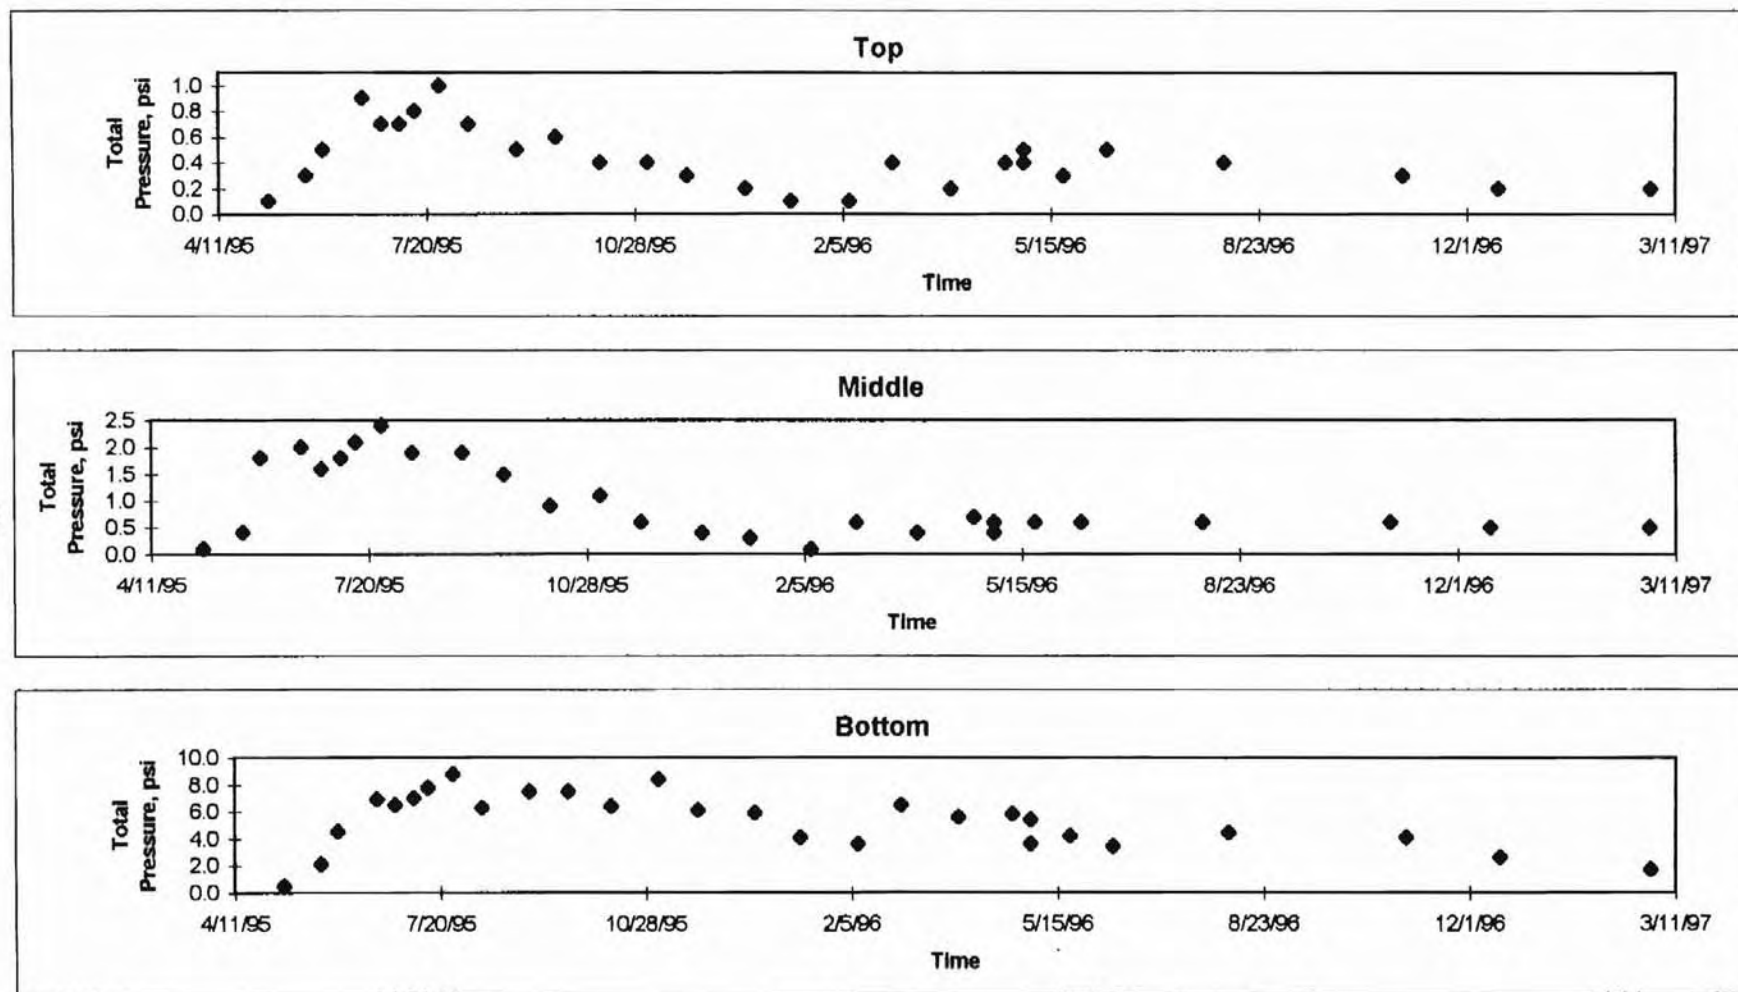 Top
Total
Pressure, psi
1.0
0.8
0.6
0.4
0.2
0.0
4/11/95 7/20/95 10/28/95 2/5/96 5/15/96 8/23/96 12/1/96 3/11/97
Time
Middle
Total
Pressure, psi
2.5
2.0
1.5
1.0
0.5
0.0
4/11/95 7/20/95 10/28/95 2/5/96 5/15/96 8/23/96 12/1/96 3/11/97
Time
Bottom
Total
Pressure, psi
10.0
8.0
6.0
4.0
2.0
0.0
4/11/95 7/20/95 10/28/95 2/5/96 5/15/96 8/23/96 12/1/96 3/11/97
Time